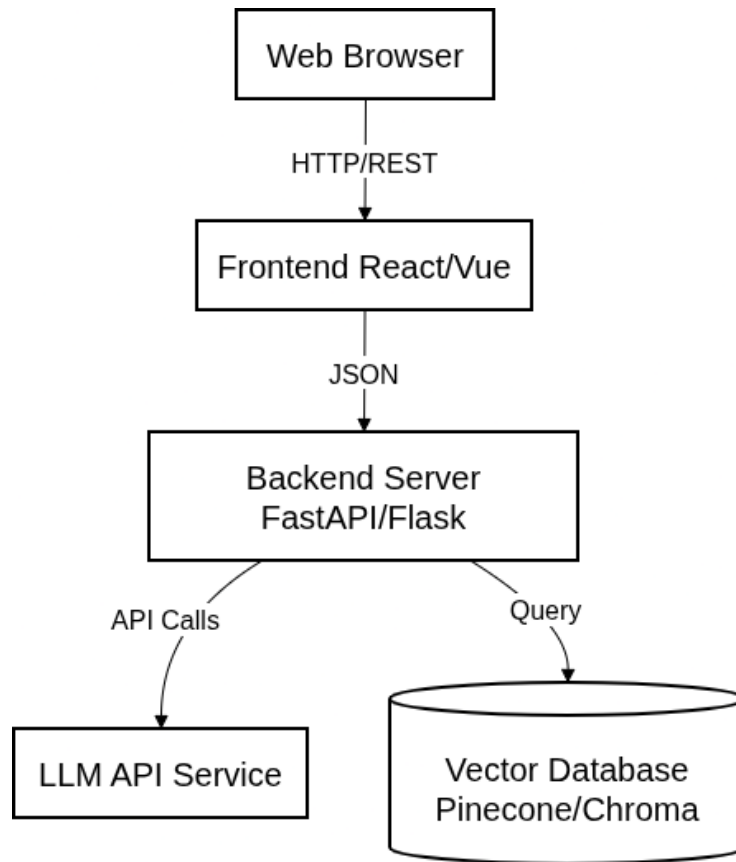 Web Browser
HTTP/REST
Frontend React/Vue
JSON
Backend Server
FastAPI/Flask
API Calls
Query
LLM API Service
Vector Database
Pinecone/Chroma